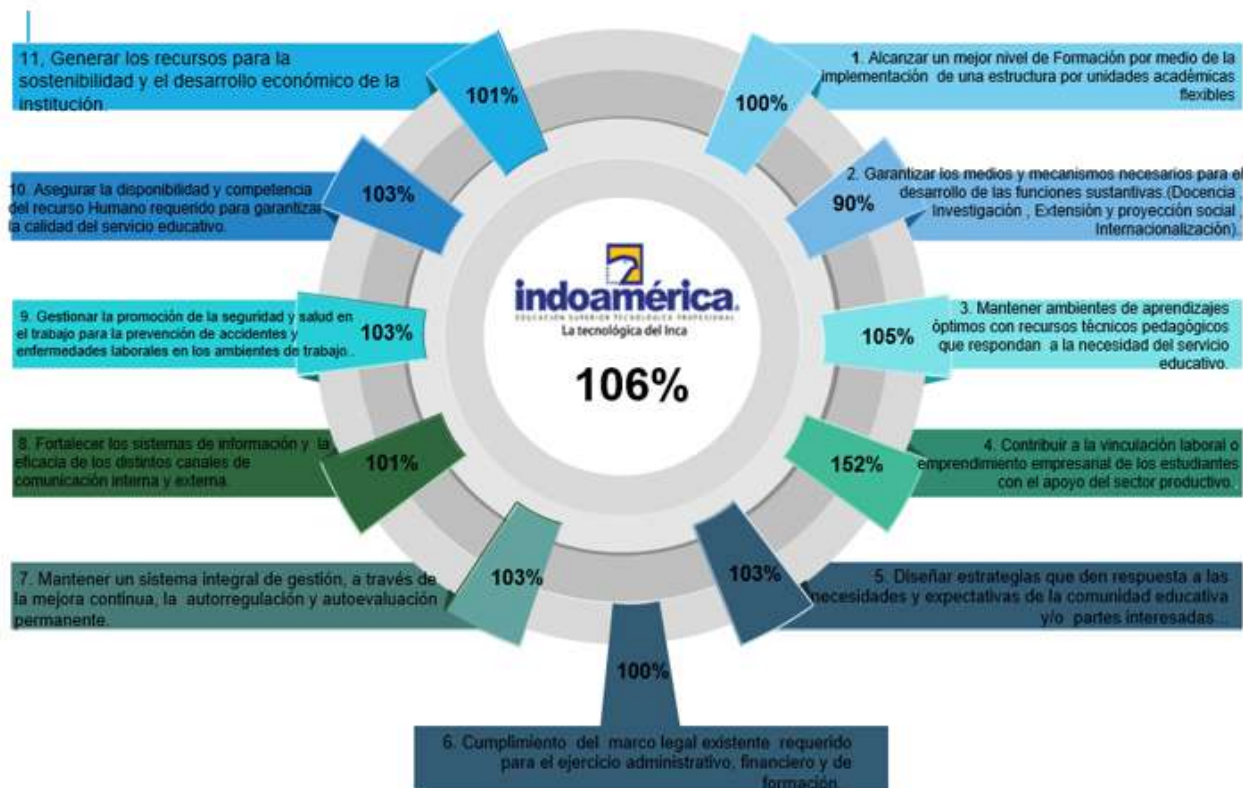 11, Generar los recursos para la
sostenibilidad y el desarrollo económico de la
institución.
101%
1. Alcanzar un mejor nivel de Formación por medio de la
implementación de una estructura por unidades académicas
flexibles
100%
10. Asegurar la disponibilidad y competencia
del recurso Humano requerido para garantizar
la calidad del servicio educativo.
103%
2. Garantizar los medios y mecanismos necesarios para el
desarrollo de las funciones sustantivas.(Docencia ,
Investigación , Extensión y proyección social ,
Internacionalización).
90%
indoamérica.
EDUCACIÓN SUPERIOR TECNOLÓGICA PROFESIONAL
La tecnológica del Inca
106%
9. Gestionar la promoción de la seguridad y salud en
el trabajo para la prevención de accidentes y
enfermedades laborales en los ambientes de trabajo..
103%
3. Mantener ambientes de aprendizajes
óptimos con recursos técnicos pedagógicos
que respondan a la necesidad del servicio
educativo.
105%
8. Fortalecer los sistemas de información y la
eficacia de los distintos canales de
comunicación interna y externa.
101%
4. Contribuir a la vinculación laboral o
emprendimiento empresarial de los estudiantes
con el apoyo del sector productivo.
152%
7. Mantener un sistema integral de gestión, a través de
la mejora continua, la autorregulación y autoevaluación
permanente.
103%
5. Diseñar estrategias que den respuesta a las
necesidades y expectativas de la comunidad educativa
y/o partes interesadas...
103%
100%
6. Cumplimiento del marco legal existente requerido
para el ejercicio administrativo, financiero y de
formación...